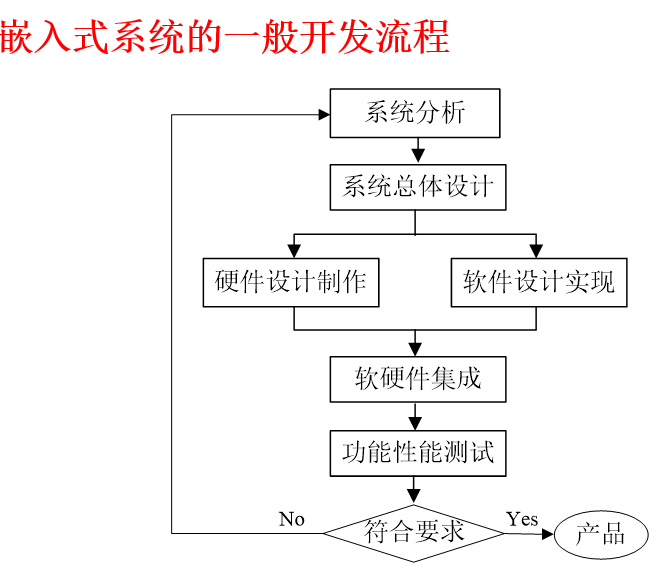 嵌入式系统的一般开发流程
系统分析
系统总体设计
硬件设计制作
软件设计实现
软硬件集成
功能性能测试
No
符合要求
Yes
产品